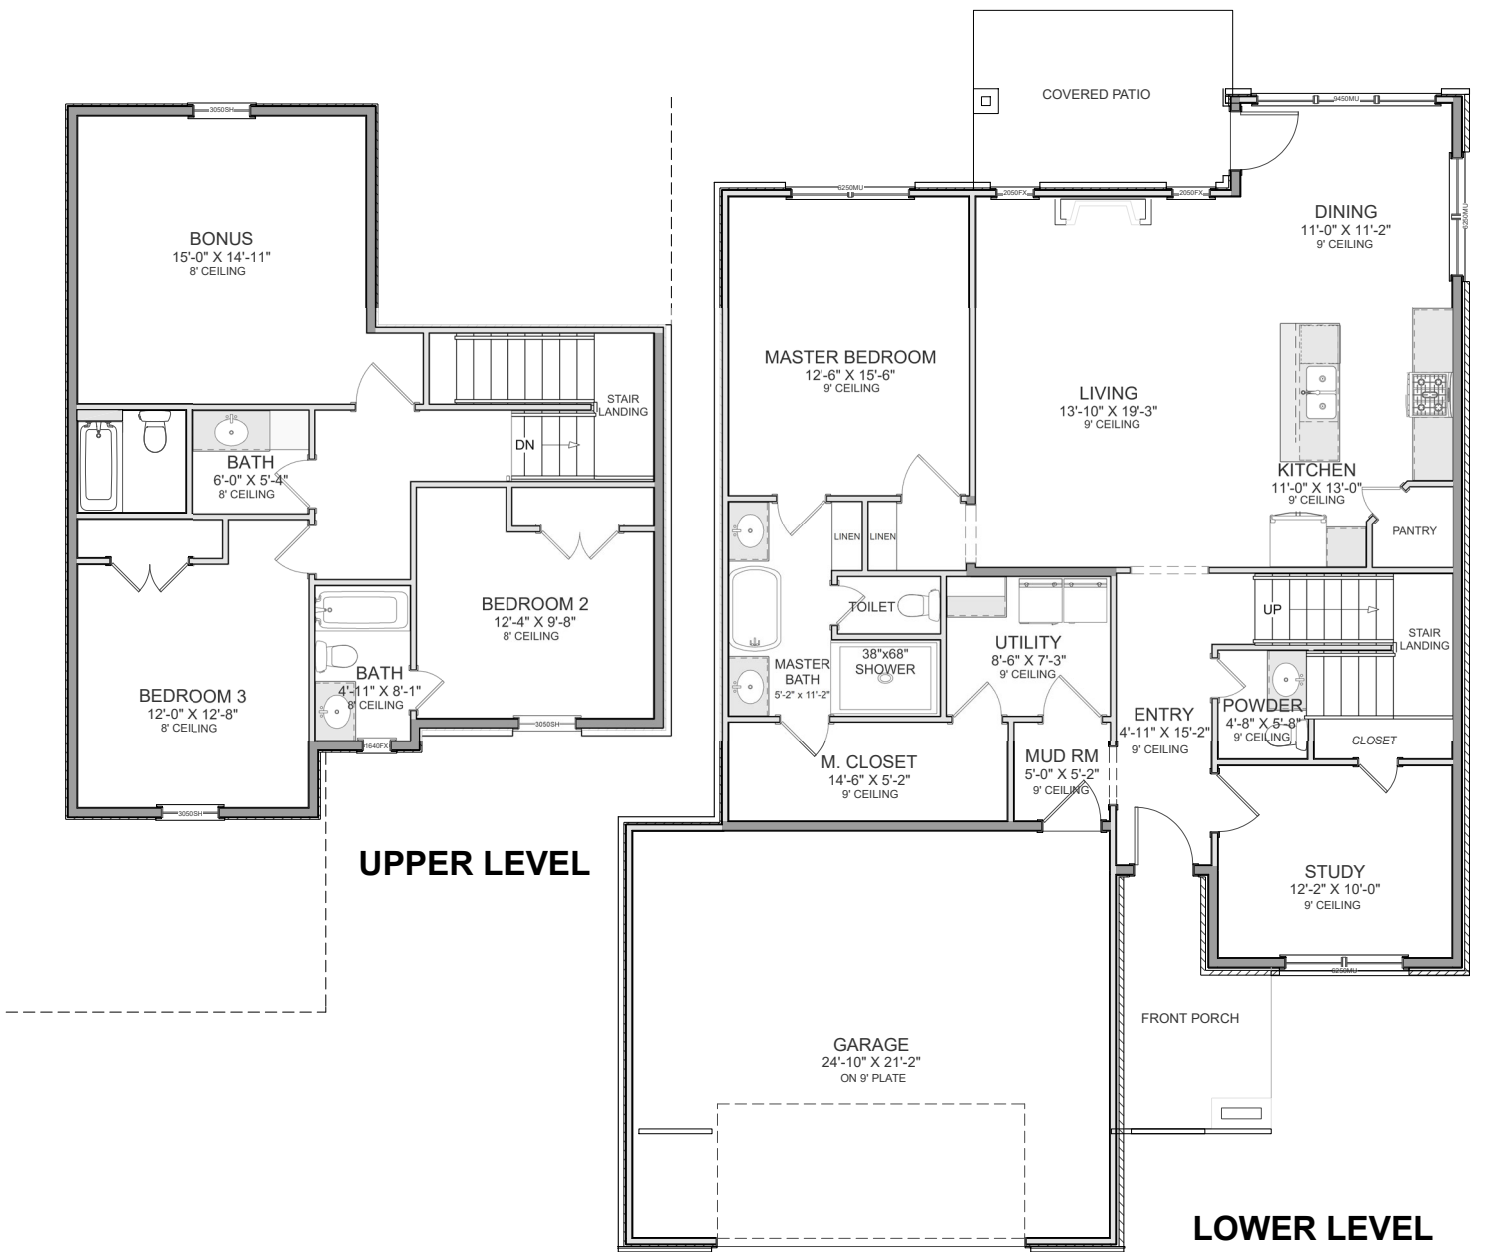 3050SH
BONUS
15'-0" X 14'-11"
8' CEILING
STAIR
LANDING
DN
BATH
6'-0" X 5'-4"
8' CEILING
BEDROOM 2
12'-4" X 9'-8"
8' CEILING
BATH
4'-11" X 8'-1"
8' CEILING
BEDROOM 3
12'-0" X 12'-8"
8' CEILING
3050SH
1640FX
3050SH
UPPER LEVEL
COVERED PATIO
9450MU
6250MU
2050FX
2050FX
6250MU
DINING
11'-0" X 11'-2"
9' CEILING
MASTER BEDROOM
12'-6" X 15'-6"
9' CEILING
LIVING
13'-10" X 19'-3"
9' CEILING
KITCHEN
11'-0" X 13'-0"
9' CEILING
PANTRY
LINEN
LINEN
TOILET
38"x68"
SHOWER
MASTER
BATH
5'-2" x 11'-2"
UTILITY
8'-6" X 7'-3"
9' CEILING
UP
STAIR
LANDING
ENTRY
4'-11" X 15'-2"
9' CEILING
POWDER
4'-8" X 5'-8"
9' CEILING
CLOSET
M. CLOSET
14'-6" X 5'-2"
9' CEILING
MUD RM
5'-0" X 5'-2"
9' CEILING
STUDY
12'-2" X 10'-0"
9' CEILING
6250MU
FRONT PORCH
GARAGE
24'-10" X 21'-2"
ON 9' PLATE
LOWER LEVEL